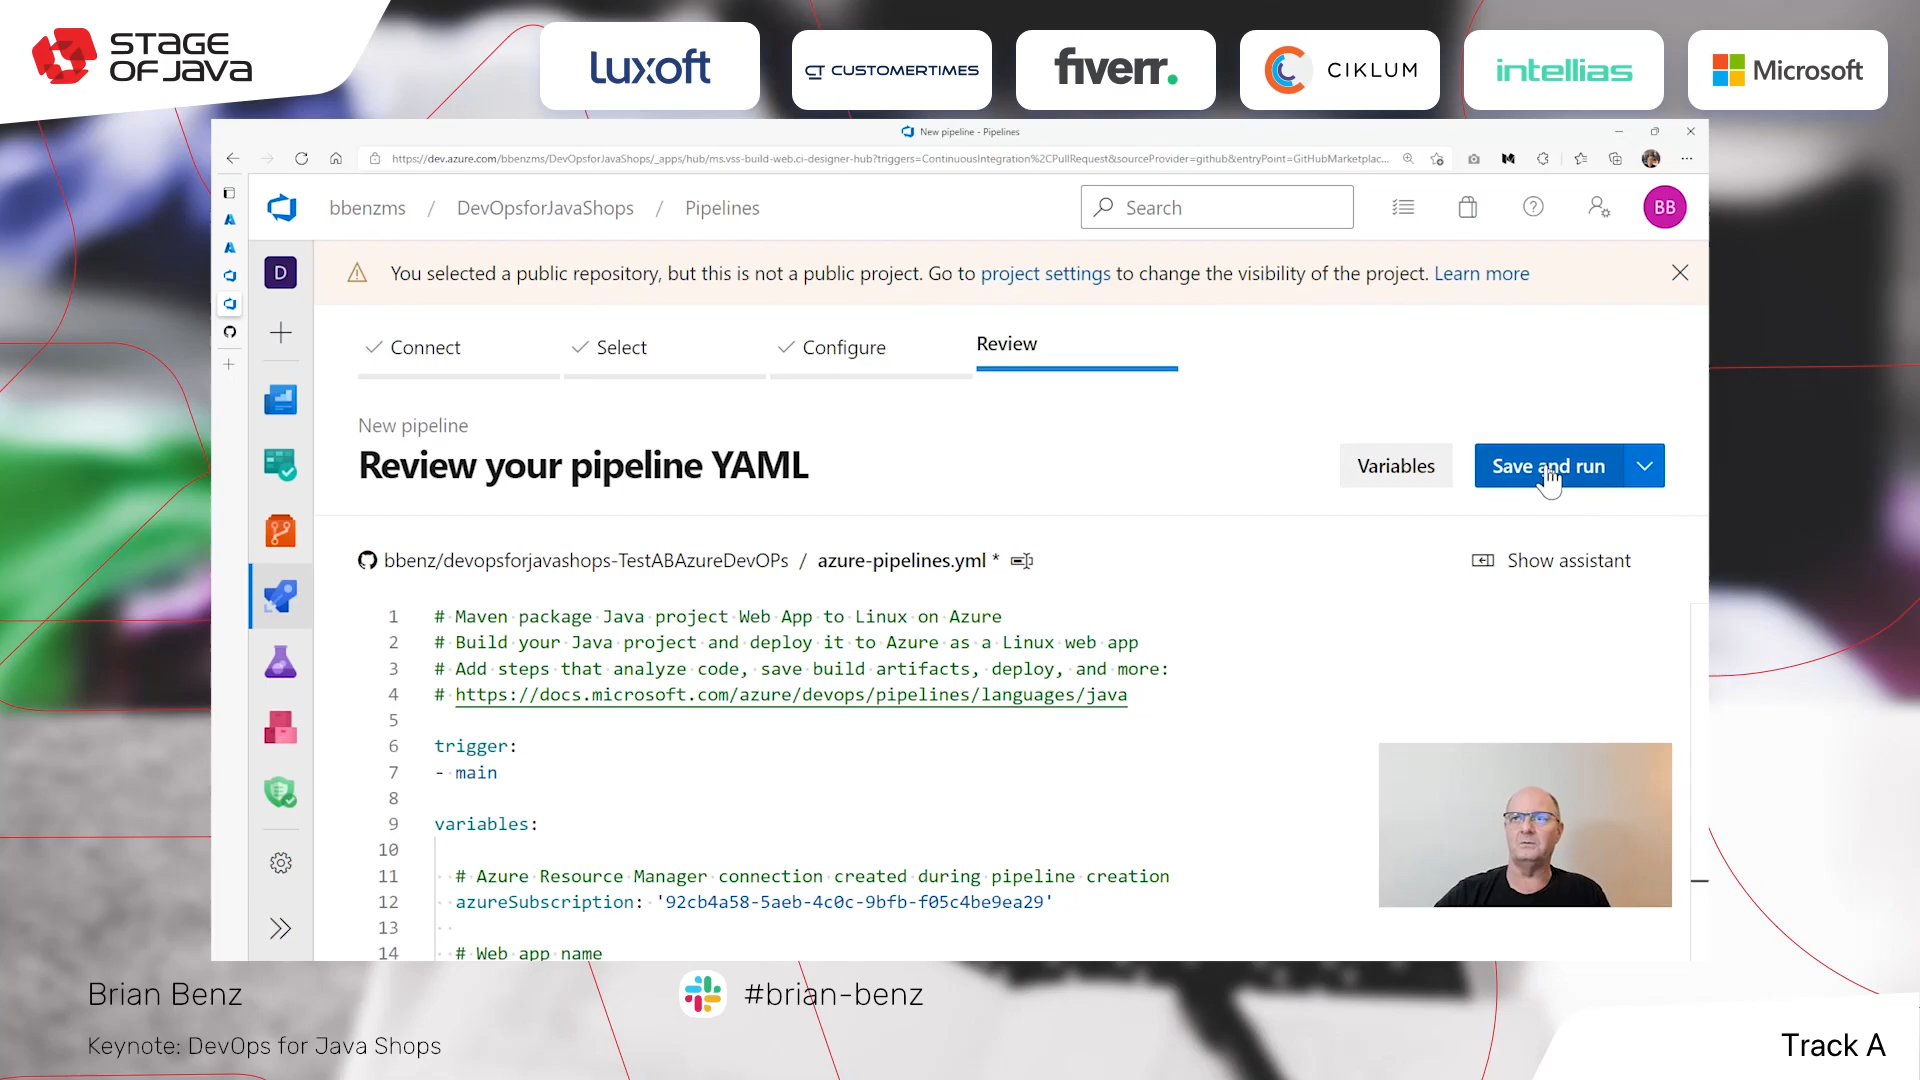 STAGE
OF JAVA
luxoft
CT CUSTOMERTIMES
fiverr.
CIKLUM
intellias
Microsoft
New pipeline - Pipelines
https://dev.azure.com/bbenzms/DevOpsforJavaShops/_apps/hub/ms.vss-build-web.ci-designer-hub?triggers=ContinuousIntegration%2CPullRequest&sourceProvider=github&entryPoint=GitHubMarketplac...
bbenzms / DevOpsforJavaShops / Pipelines
Search
BB
D
You selected a public repository, but this is not a public project. Go to project settings to change the visibility of the project. Learn more
Connect
Select
Configure
Review
New pipeline
Review your pipeline YAML
Variables
Save and run
bbenz/devopsforjavashops-TestABAzureDevOPs / azure-pipelines.yml *
Show assistant
1 # Maven package Java project Web App to Linux on Azure
2 # Build your Java project and deploy it to Azure as a Linux web app
3 # Add steps that analyze code, save build artifacts, deploy, and more:
4 # https://docs.microsoft.com/azure/devops/pipelines/languages/java
5
6 trigger:
7 - main
8
9 variables:
10
11 # Azure Resource Manager connection created during pipeline creation
12 azureSubscription: '92cb4a58-5aeb-4c0c-9bfb-f05c4be9ea29'
13
14 # Web app name
Brian Benz
#brian-benz
Keynote: DevOps for Java Shops
Track A